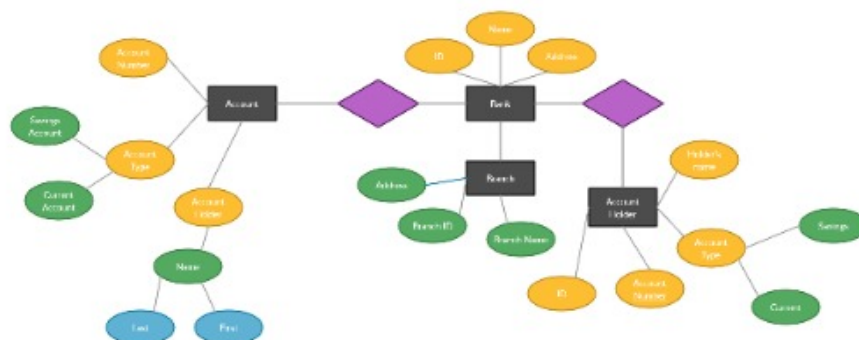 Name
ID
Address
Account
Number
Account
Bank
Savings
Account
Account
Type
Current
Account
Address
Branch
Holder's
name
Account
Holder
Account
Holder
Branch ID
Branch Name
Account
Type
Savings
Name
ID
Account
Number
Current
Last
First